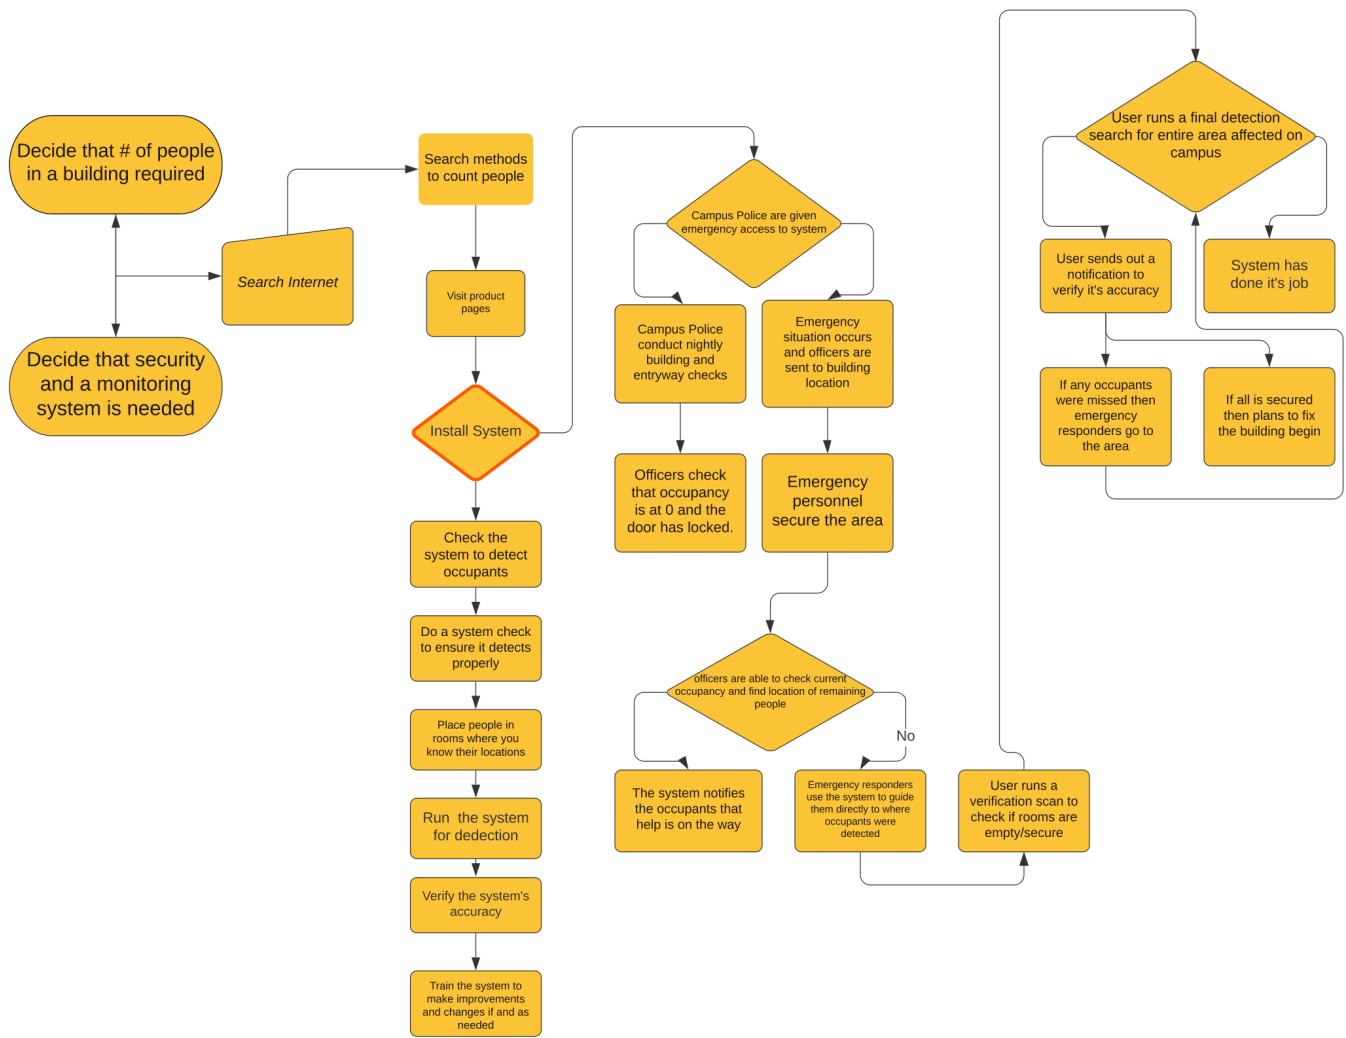 Decide that # of people
in a building required
Decide that security
and a monitoring
system is needed
Search Internet
Search methods
to count people
Visit product
pages
Install System
Check the
system to detect
occupants
Do a system check
to ensure it detects
properly
Place people in
rooms where you
know their locations
Run  the system
for dedection
Verify the system's
accuracy
Train the system to
make improvements
and changes if and as
needed
Campus Police are given
emergency access to system
Campus Police
conduct nightly
building and
entryway checks
Officers check
that occupancy
is at 0 and the
door has locked.
Emergency
situation occurs
and officers are
sent to building
location
Emergency
personnel
secure the area
officers are able to check current
occupancy and find location of remaining
people
No
The system notifies
the occupants that
help is on the way
Emergency responders
use the system to guide
them directly to where
occupants were
detected
User runs a
verification scan to
check if rooms are
empty/secure
User runs a final detection
search for entire area affected on
campus
User sends out a
notification to
verify it's accuracy
System has
done it's job
If any occupants
were missed then
emergency
responders go to
the area
If all is secured
then plans to fix
the building begin